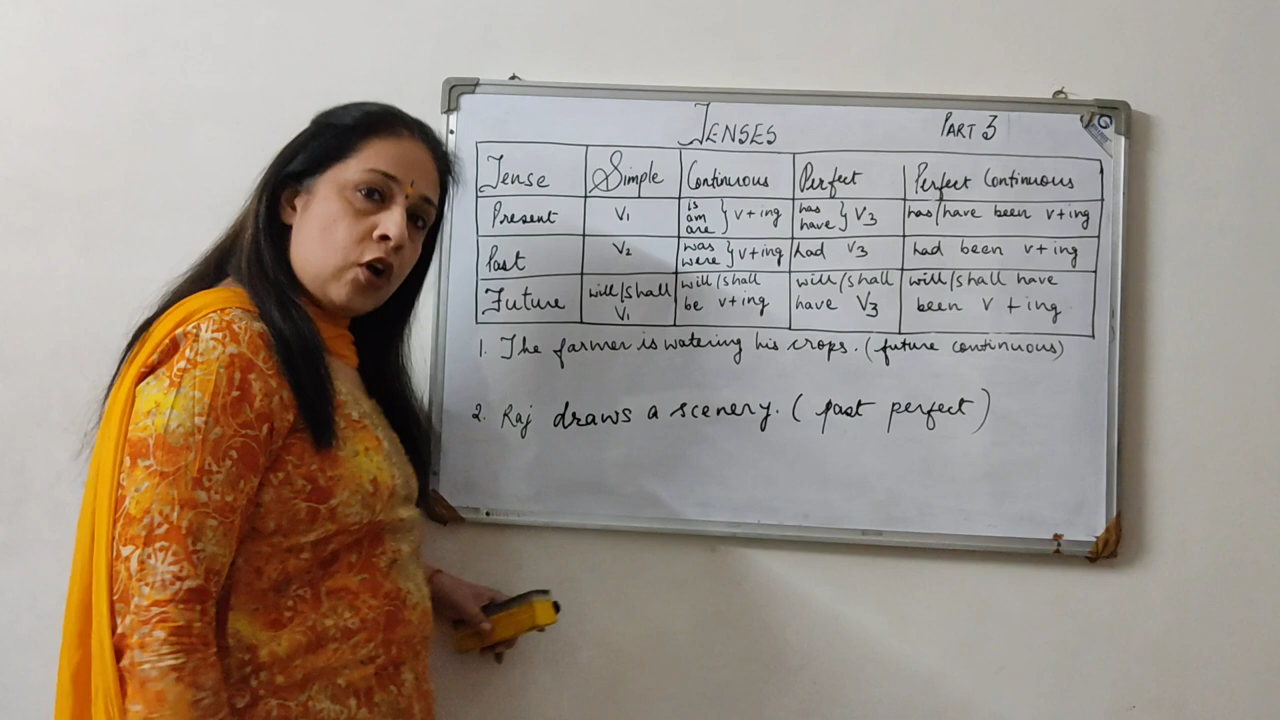 TENSES PART 3
Tense Simple Continuous Perfect Perfect Continuous
Present V1 is am are } v+ing has have } V3 has/have been v+ing
Past V2 was were } v+ing had V3 had been v+ing
Future will/shall V1 will/shall be v+ing will/shall have V3 will/shall have been v+ing
1. The farmer is watering his crops. (future continuous)
2. Raj draws a scenery. (past perfect)